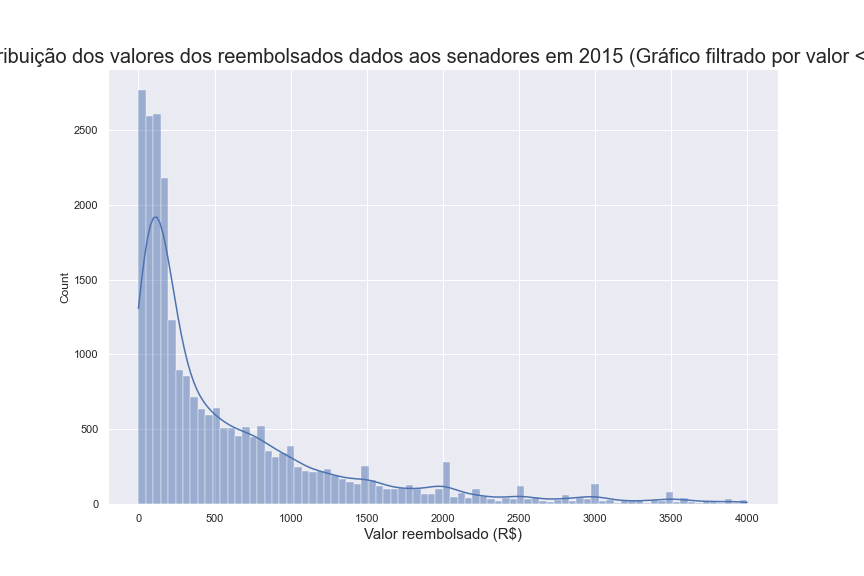 ribuição dos valores dos reembolsados dados aos senadores em 2015 (Gráfico filtrado por valor <
2500
2000
1500
1000
500
0
Count
0 500 1000 1500 2000 2500 3000 3500 4000
Valor reembolsado (R$)